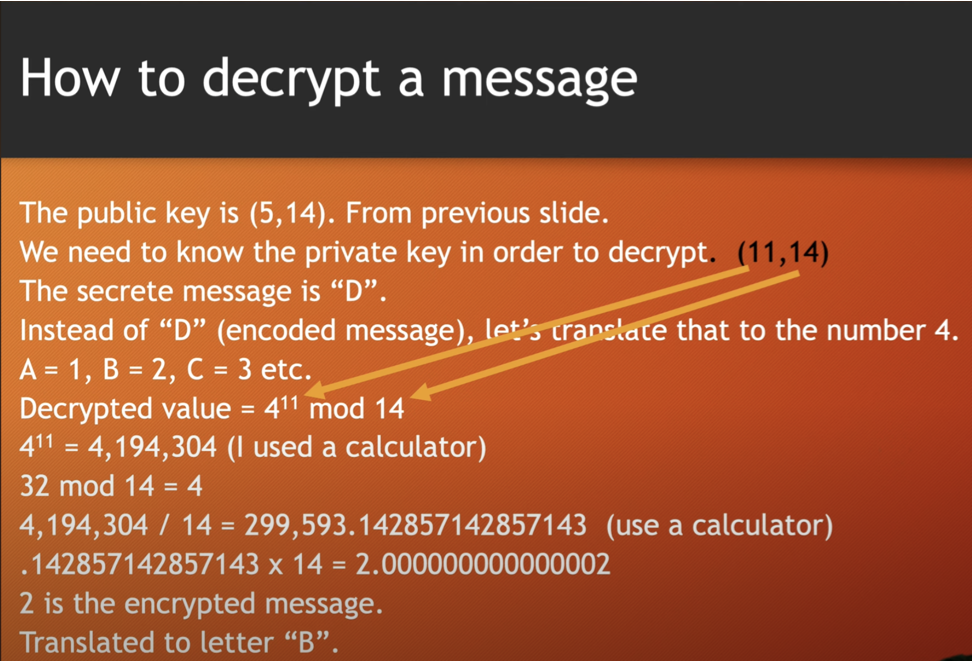 How to decrypt a message
The public key is (5,14). From previous slide.
We need to know the private key in order to decrypt. (11,14)
The secrete message is “D”.
Instead of “D” (encoded message), let’s translate that to the number 4.
A = 1, B = 2, C = 3 etc.
Decrypted value = 4¹¹ mod 14
4¹¹ = 4,194,304 (I used a calculator)
32 mod 14 = 4
4,194,304 / 14 = 299,593.142857142857143 (use a calculator)
.142857142857143 x 14 = 2.000000000000002
2 is the encrypted message.
Translated to letter “B”.